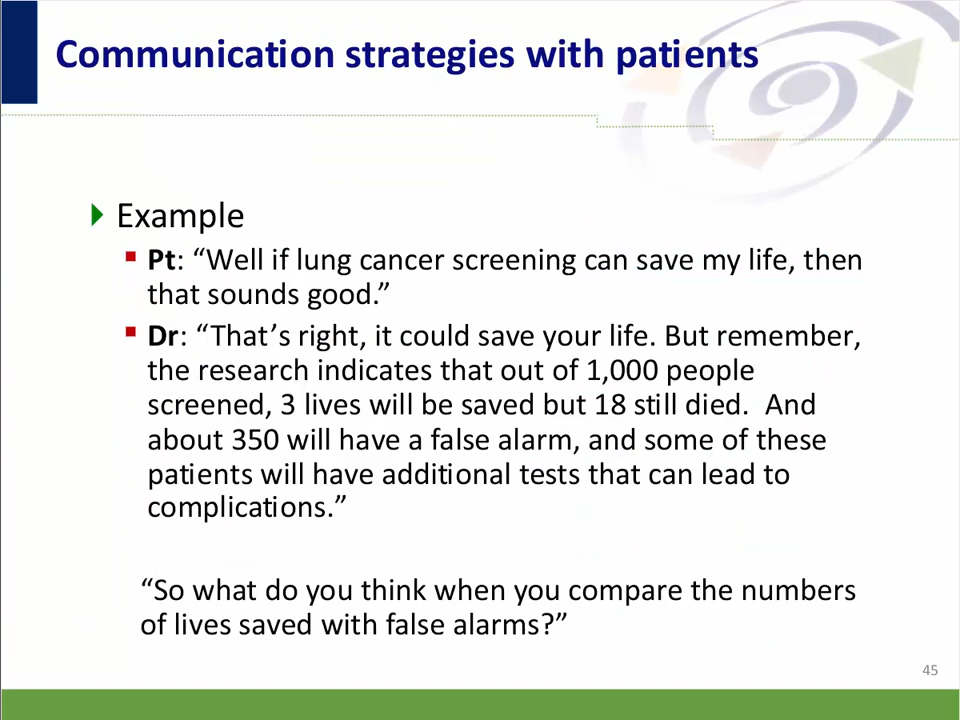 Communication strategies with patients
Example
Pt: “Well if lung cancer screening can save my life, then
that sounds good.”
Dr: “That’s right, it could save your life. But remember,
the research indicates that out of 1,000 people
screened, 3 lives will be saved but 18 still died.  And
about 350 will have a false alarm, and some of these
patients will have additional tests that can lead to
complications.”
“So what do you think when you compare the numbers
of lives saved with false alarms?”
45